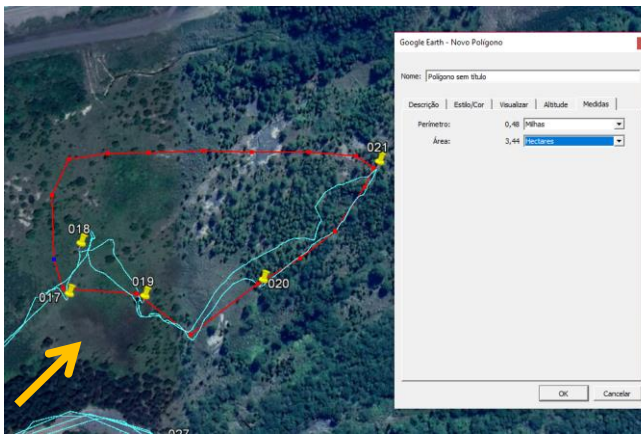 Google Earth - Novo Polígono
Nome: Polígono sem título
Descrição Estilo/Cor Visualizar Altitude Medidas
Perímetro: 0,48 Milhas
Área: 3,44 Hectares
OK Cancelar
021
018
017
019
020
027